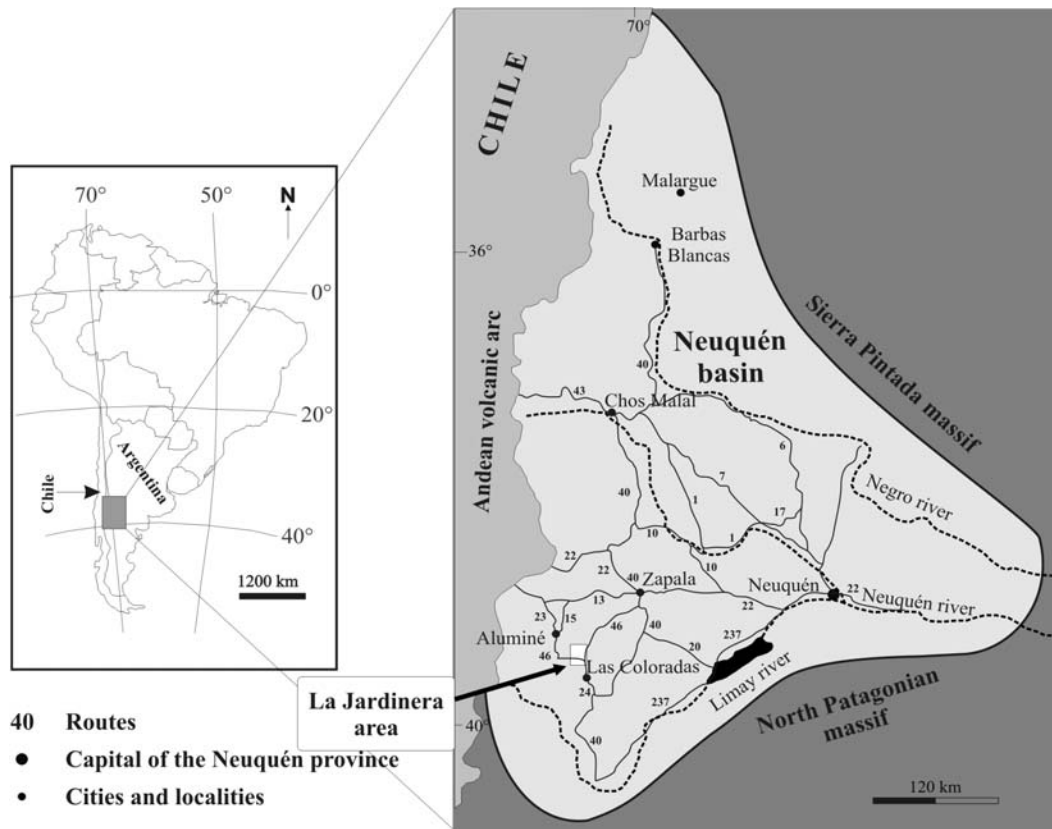 70°
50°
N
0°
20°
40°
Argentina
Chile
1200 km
40 Routes
Capital of the Neuquén province
Cities and localities
La Jardinera
area
70°
CHILE
Malargue
36°
Barbas
Blancas
Andean volcanic arc
Neuquén
basin
Sierra Pintada massif
40
43
Chos Malal
6
7
Negro river
40
1
17
10
1
22
22
10
40
Zapala
Neuquén
22
Neuquén river
13
22
23
15
46
40
237
Aluminé
20
46
Las Coloradas
24
Limay river
237
North Patagonian
massif
40°
40
120 km